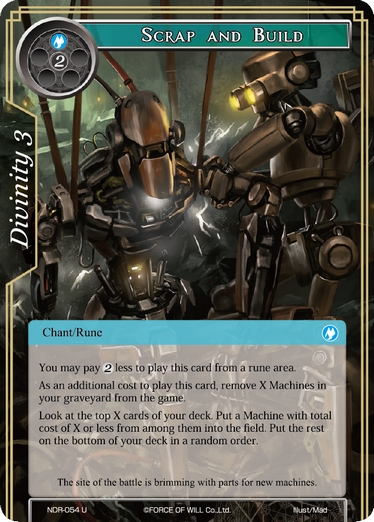 Scrap and Build
2
Divinity 3
Chant/Rune
You may pay 2 less to play this card from a rune area.
As an additional cost to play this card, remove X Machines in
your graveyard from the game.
Look at the top X cards of your deck. Put a Machine with total
cost of X or less from among them into the field. Put the rest
on the bottom of your deck in a random order.
The site of the battle is brimming with parts for new machines.
NDR-054 U ©FORCE OF WILL Co.,Ltd. Illust/Mad